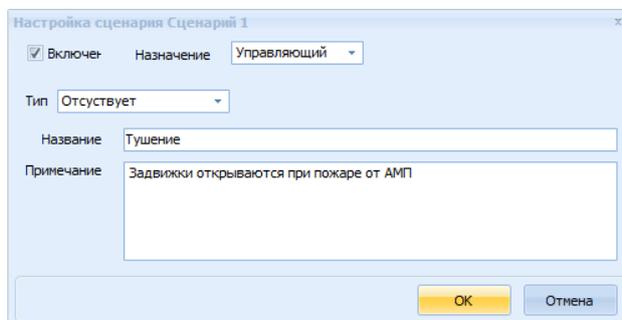 Настройка сценария Сценарий 1
Включен Назначение Управляющий
Тип Отсуствует
Название Тушение
Примечание Задвижки открываются при пожаре от АМП
OK Отмена